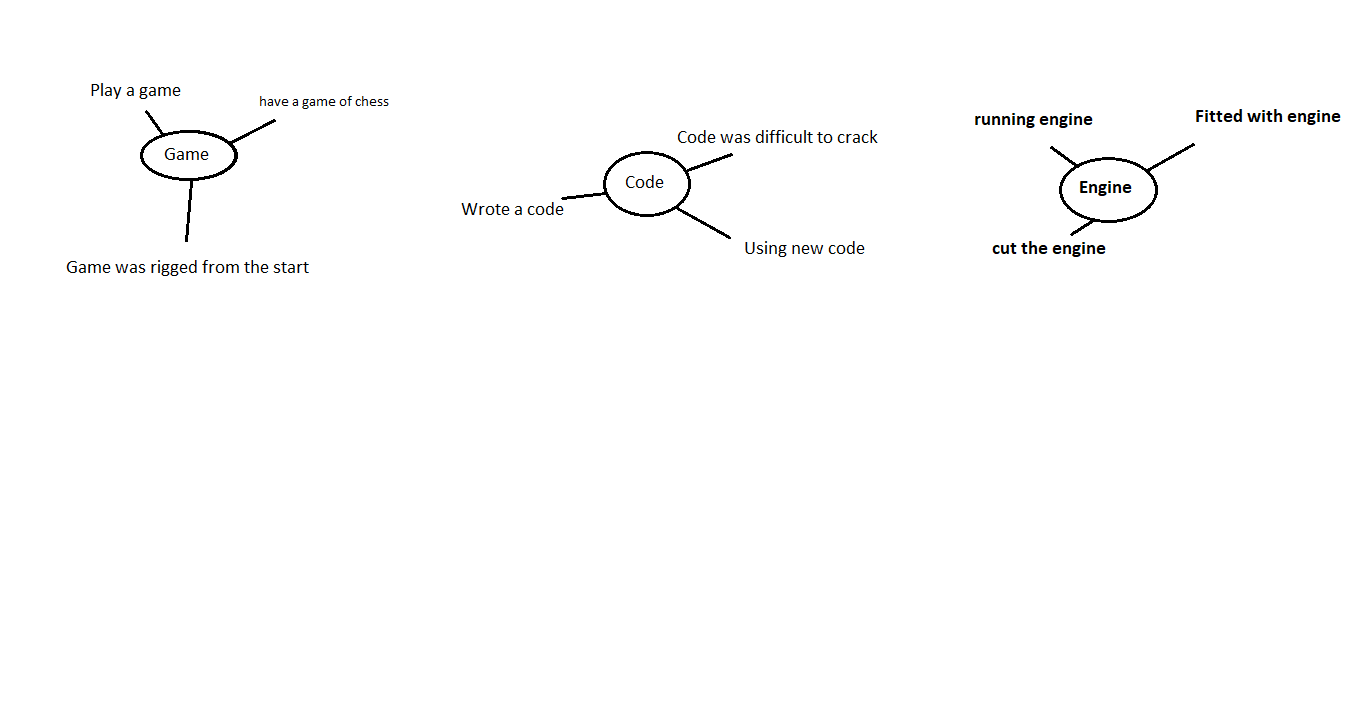 Play a game
have a game of chess
Game
Game was rigged from the start
Code was difficult to crack
Code
Wrote a code
Using new code
running engine
Fitted with engine
Engine
cut the engine